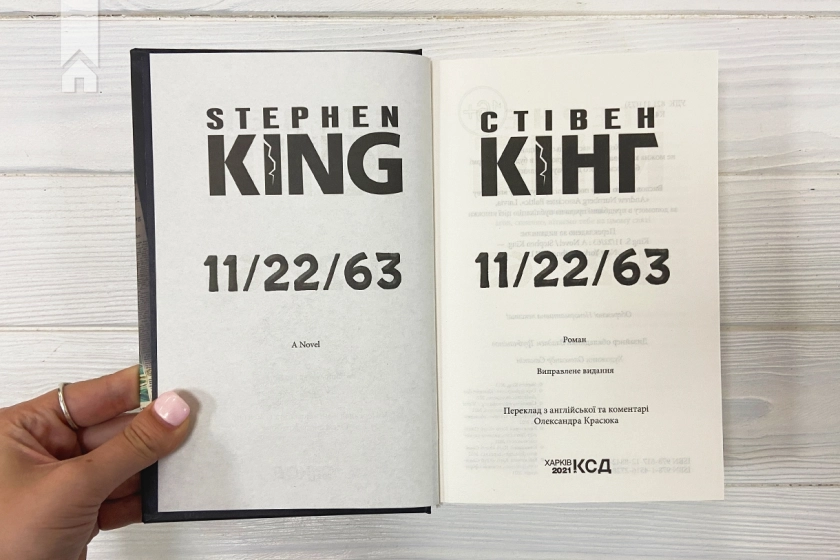 STEPHEN
KING
11/22/63
A Novel
СТІВЕН
КІНГ
11/22/63
Роман
Виправлене видання
Переклад з англійської та коментарі
Олександра Красюка
ХАРКІВ
2021
КСД